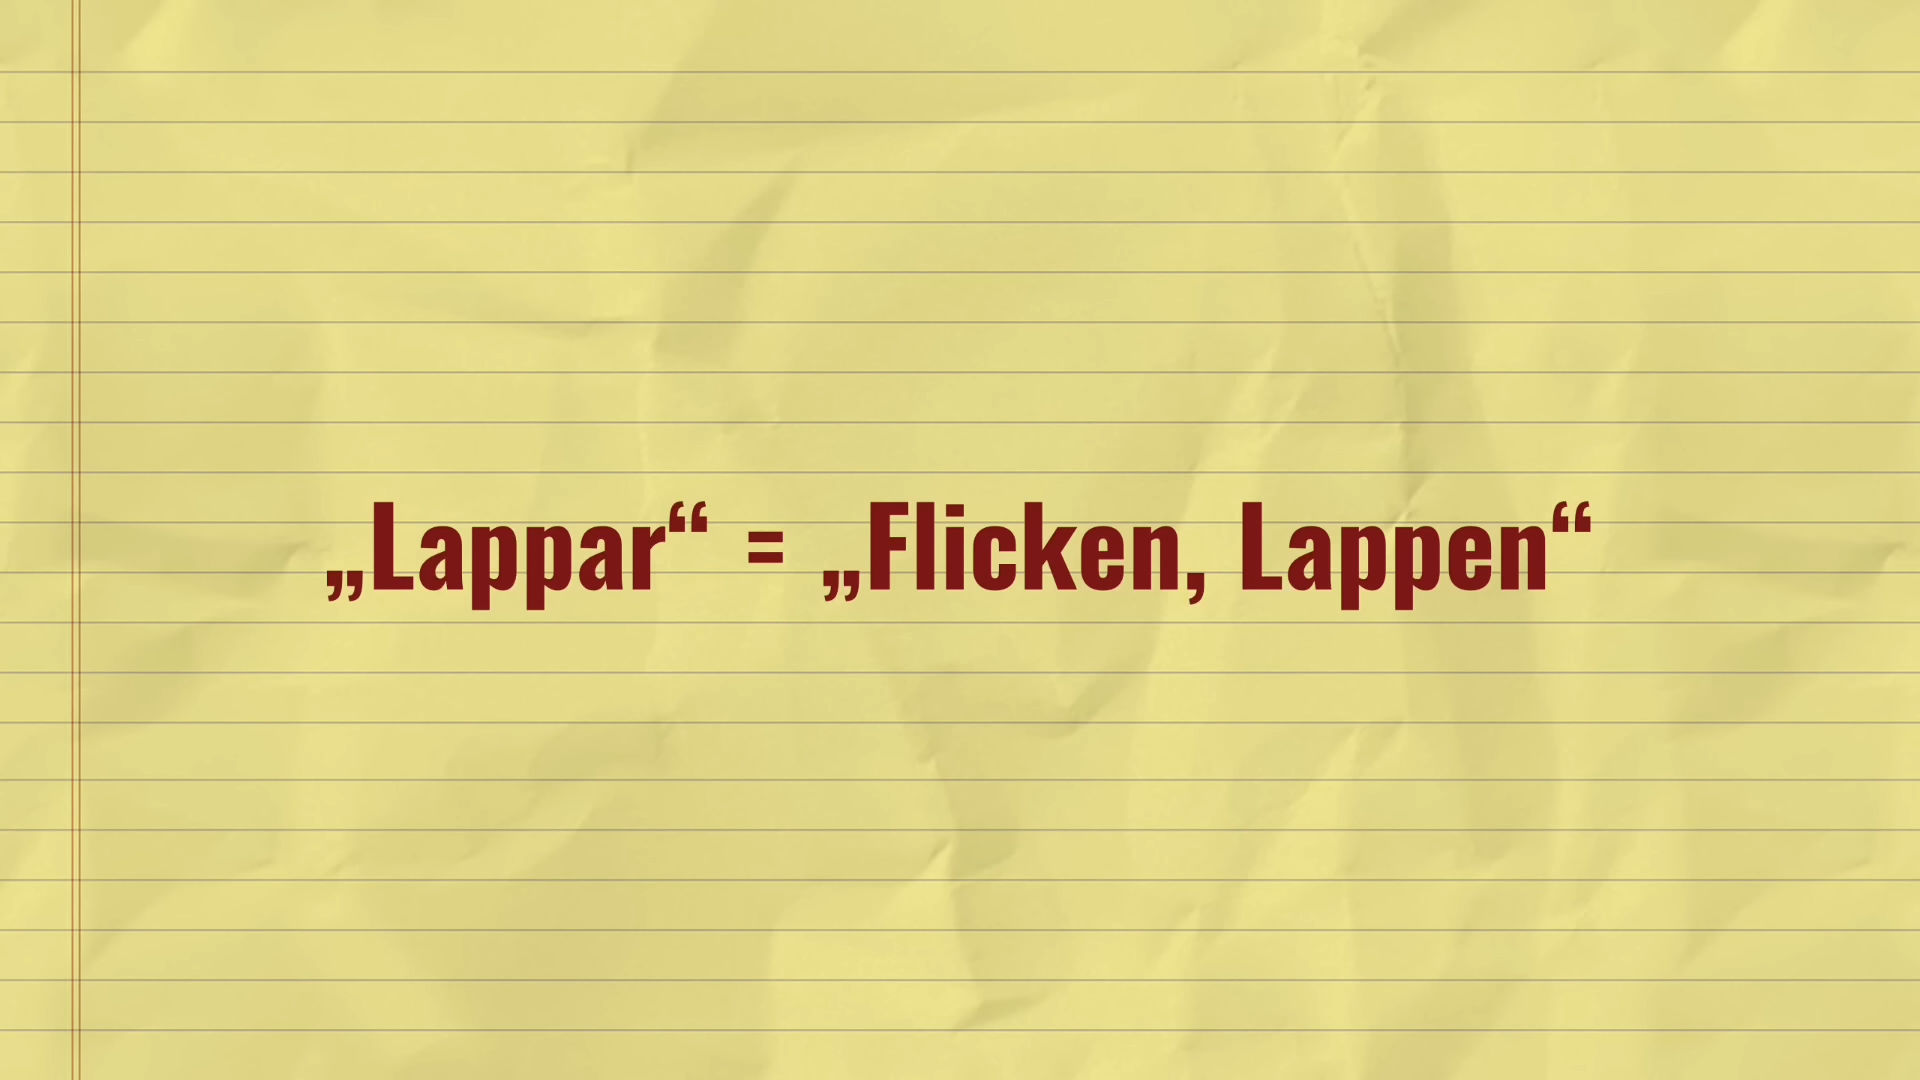 „Lappar“ = „Flicken, Lappen“